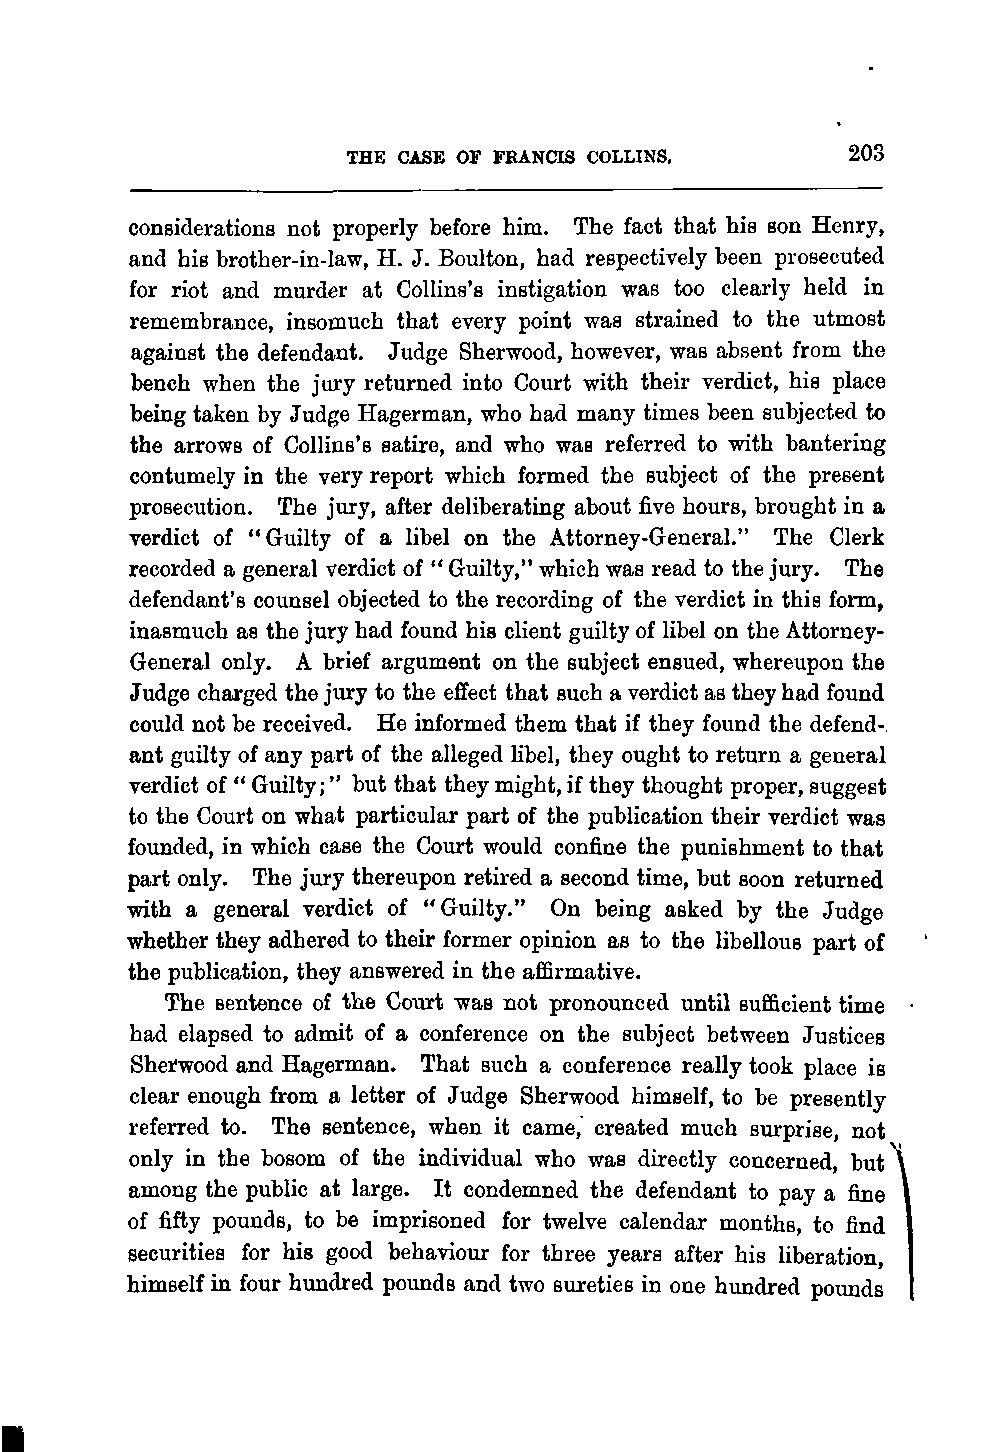 THE CASE OF FRANCIS COLLINS. 203
considerations not properly before him. The fact that his son Henry,
and his brother-in-law, H. J. Boulton, had respectively been prosecuted
for riot and murder at Collins's instigation was too clearly held in
remembrance, insomuch that every point was strained to the utmost
against the defendant. Judge Sherwood, however, was absent from the
bench when the jury returned into Court with their verdict, his place
being taken by Judge Hagerman, who had many times been subjected to
the arrows of Collins's satire, and who was referred to with bantering
contumely in the very report which formed the subject of the present
prosecution. The jury, after deliberating about five hours, brought in a
verdict of "Guilty of a libel on the Attorney-General." The Clerk
recorded a general verdict of "Guilty," which was read to the jury. The
defendant's counsel objected to the recording of the verdict in this form,
inasmuch as the jury had found his client guilty of libel on the Attorney-
General only. A brief argument on the subject ensued, whereupon the
Judge charged the jury to the effect that such a verdict as they had found
could not be received. He informed them that if they found the defend-
ant guilty of any part of the alleged libel, they ought to return a general
verdict of "Guilty;" but that they might, if they thought proper, suggest
to the Court on what particular part of the publication their verdict was
founded, in which case the Court would confine the punishment to that
part only. The jury thereupon retired a second time, but soon returned
with a general verdict of "Guilty." On being asked by the Judge
whether they adhered to their former opinion as to the libellous part of
the publication, they answered in the affirmative.
The sentence of the Court was not pronounced until sufficient time
had elapsed to admit of a conference on the subject between Justices
Sherwood and Hagerman. That such a conference really took place is
clear enough from a letter of Judge Sherwood himself, to be presently
referred to. The sentence, when it came, created much surprise, not
only in the bosom of the individual who was directly concerned, but
among the public at large. It condemned the defendant to pay a fine
of fifty pounds, to be imprisoned for twelve calendar months, to find
securities for his good behaviour for three years after his liberation,
himself in four hundred pounds and two sureties in one hundred pounds